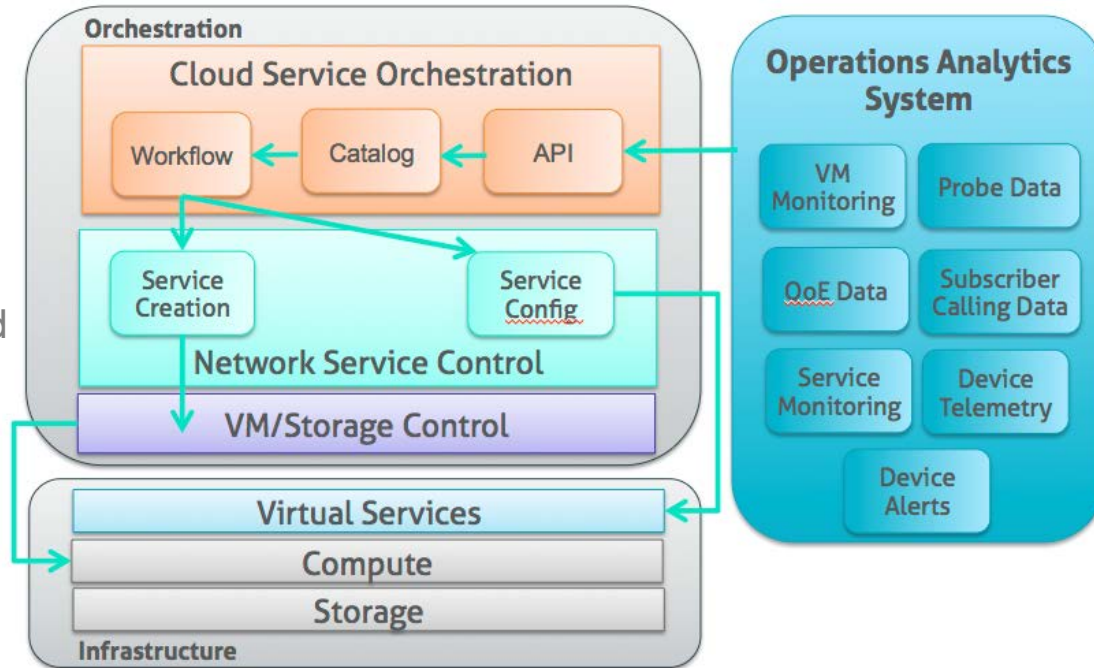 Orchestration
Cloud Service Orchestration
Workflow
Catalog
API
Service
Creation
Service
Config
Network Service Control
VM/Storage Control
Virtual Services
Compute
Storage
Infrastructure
Operations Analytics
System
VM
Monitoring
Probe Data
QoE Data
Subscriber
Calling Data
Service
Monitoring
Device
Telemetry
Device
Alerts